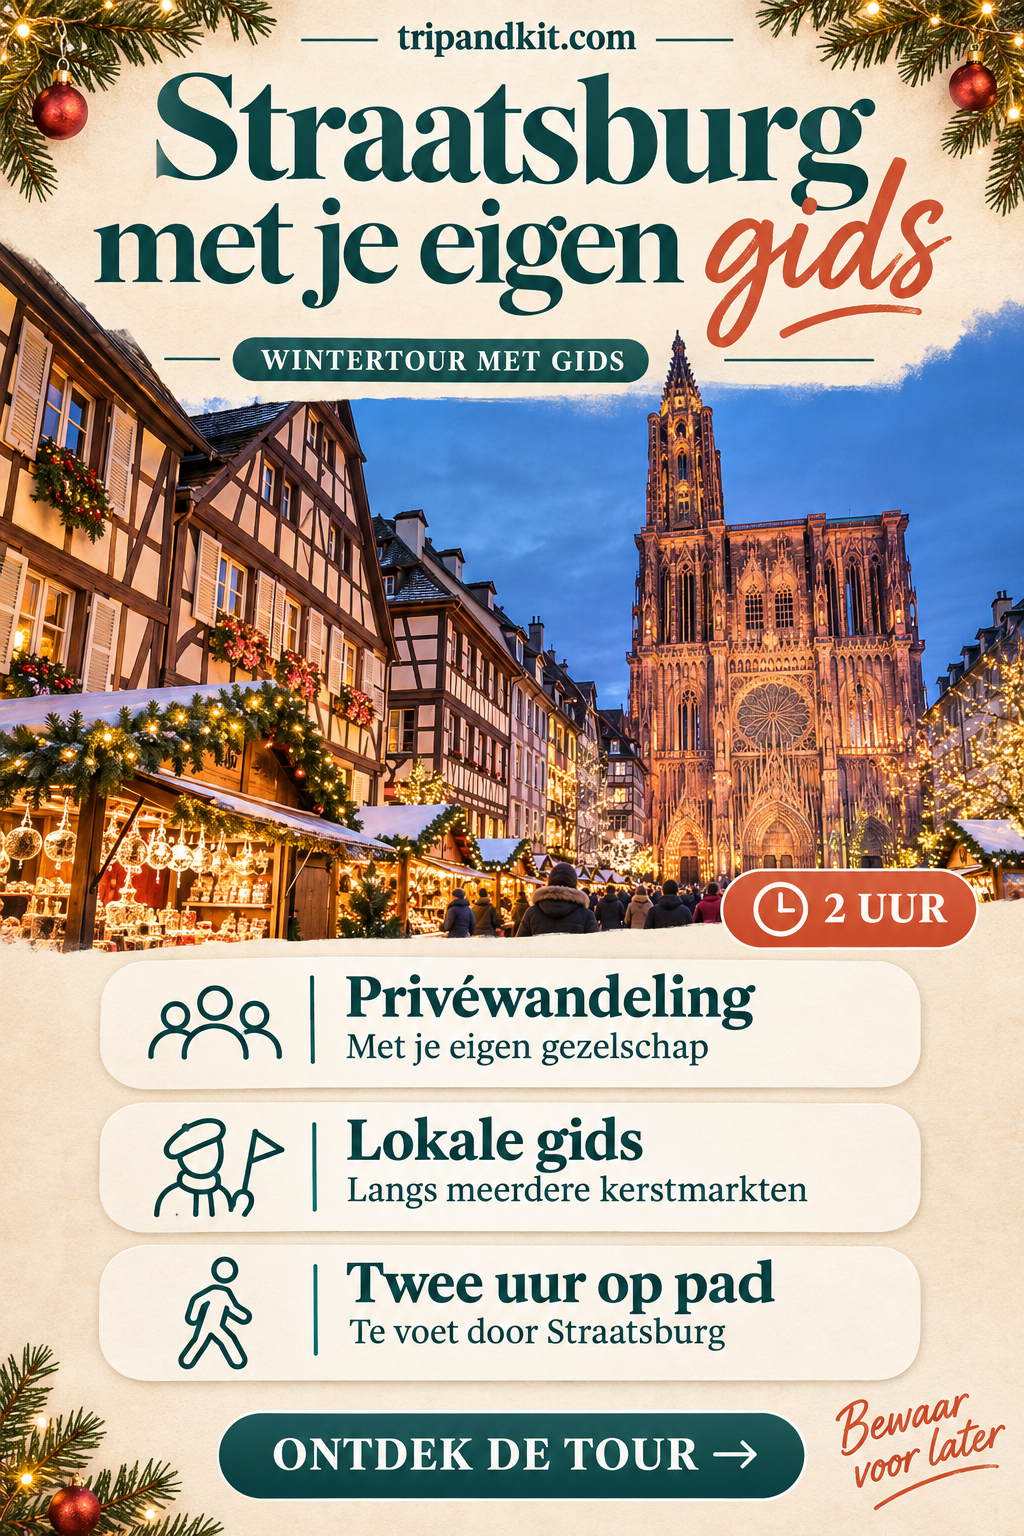 tripandkit.com
Straatsburg
met je eigen gids
WINTERTOUR MET GIDS
2 UUR
Privéwandeling
Met je eigen gezelschap
Lokale gids
Langs meerdere kerstmarkten
Twee uur op pad
Te voet door Straatsburg
ONTDEK DE TOUR →
Bewaar
voor later